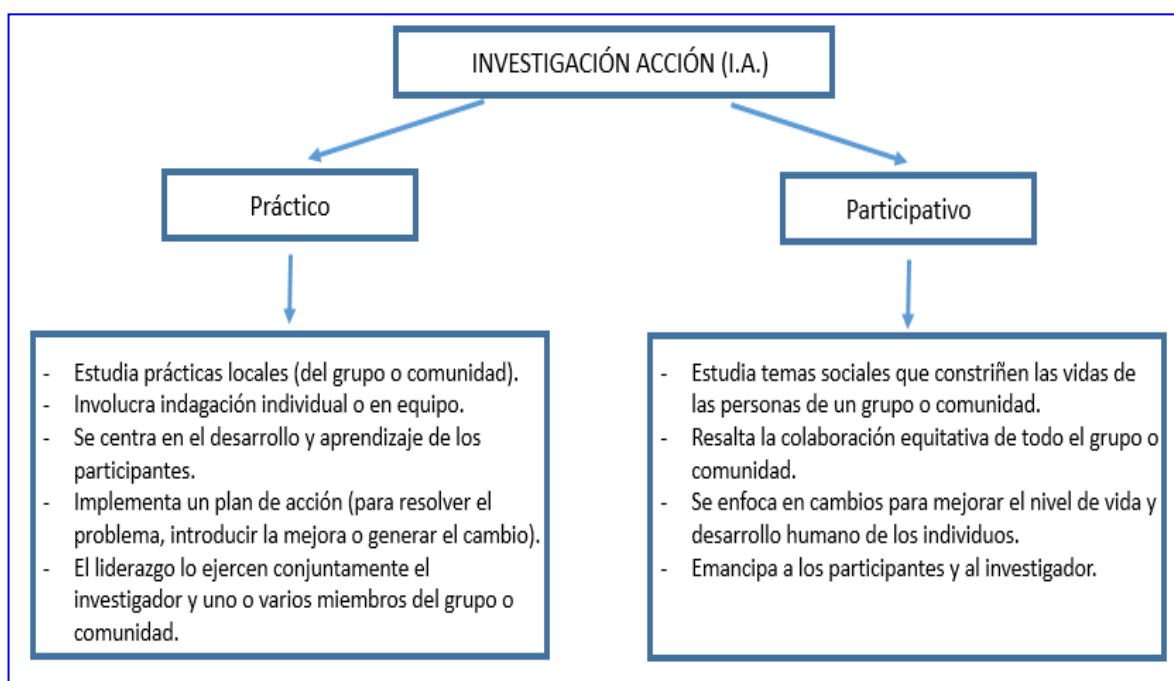 INVESTIGACIÓN ACCIÓN (I.A.)
Práctico
Participativo
- Estudia prácticas locales (del grupo o comunidad).
- Involucra indagación individual o en equipo.
- Se centra en el desarrollo y aprendizaje de los
participantes.
- Implementa un plan de acción (para resolver el
problema, introducir la mejora o generar el cambio).
- El liderazgo lo ejercen conjuntamente el
investigador y uno o varios miembros del grupo o
comunidad.
- Estudia temas sociales que constriñen las vidas de
las personas de un grupo o comunidad.
- Resalta la colaboración equitativa de todo el grupo o
comunidad.
- Se enfoca en cambios para mejorar el nivel de vida y
desarrollo humano de los individuos.
- Emancipa a los participantes y al investigador.